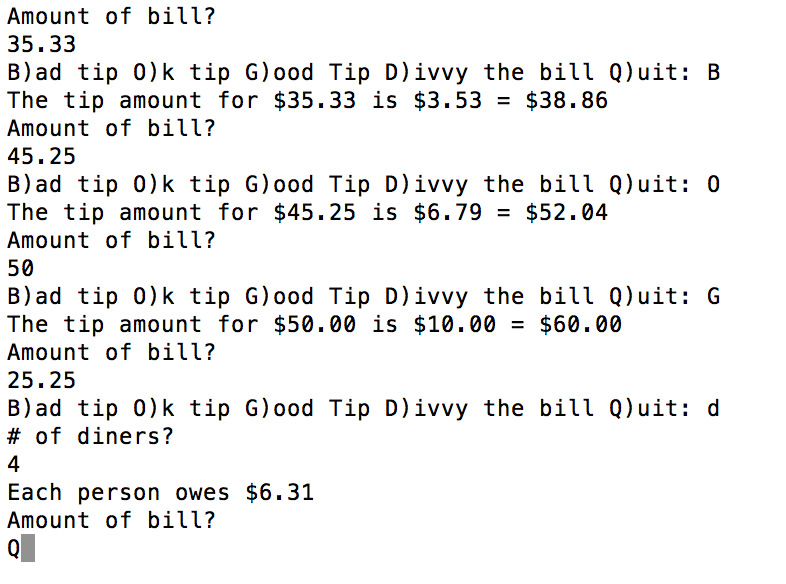 Amount of bill?
35.33
B)ad tip O)k tip G)ood Tip D)ivvy the bill Q)uit: B
The tip amount for $35.33 is $3.53 = $38.86
Amount of bill?
45.25
B)ad tip O)k tip G)ood Tip D)ivvy the bill Q)uit: O
The tip amount for $45.25 is $6.79 = $52.04
Amount of bill?
50
B)ad tip O)k tip G)ood Tip D)ivvy the bill Q)uit: G
The tip amount for $50.00 is $10.00 = $60.00
Amount of bill?
25.25
B)ad tip O)k tip G)ood Tip D)ivvy the bill Q)uit: d
# of diners?
4
Each person owes $6.31
Amount of bill?
Q